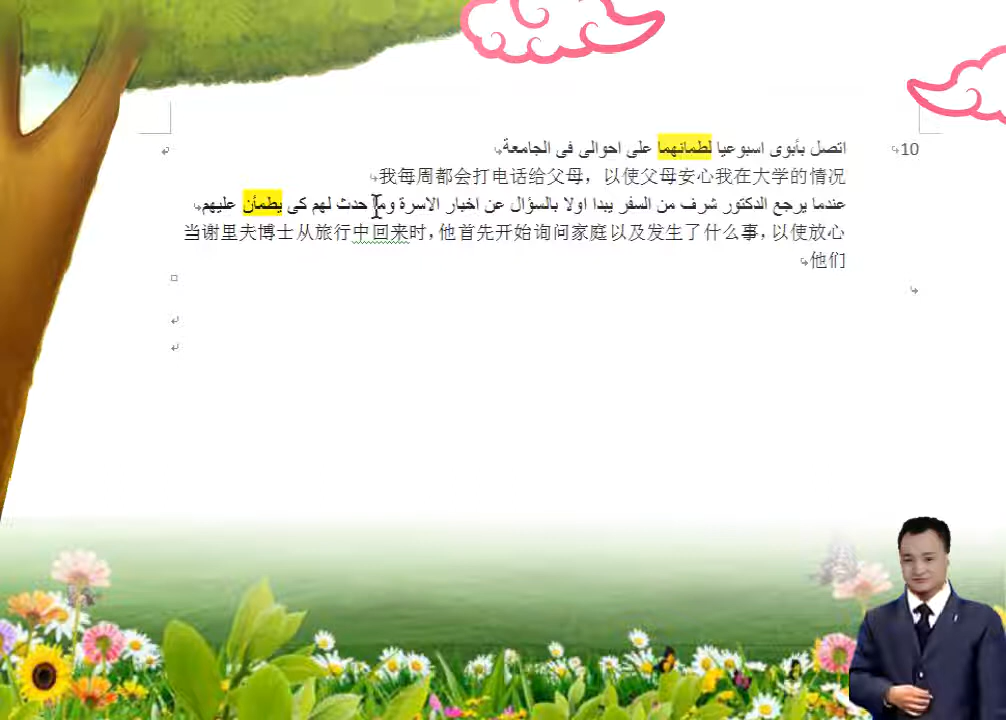 10
اتصل بأبوى اسبوعيا لطمانهما على احوالى فى الجامعة
我每周都会打电话给父母，以使父母安心我在大学的情况
عندما يرجع الدكتور شرف من السفر يبدا اولا بالسؤال عن اخبار الاسرة وما حدث لهم كى يطمأن عليهم
当谢里夫博士从旅行中回来时，他首先开始询问家庭以及发生了什么事，以使放心
他们